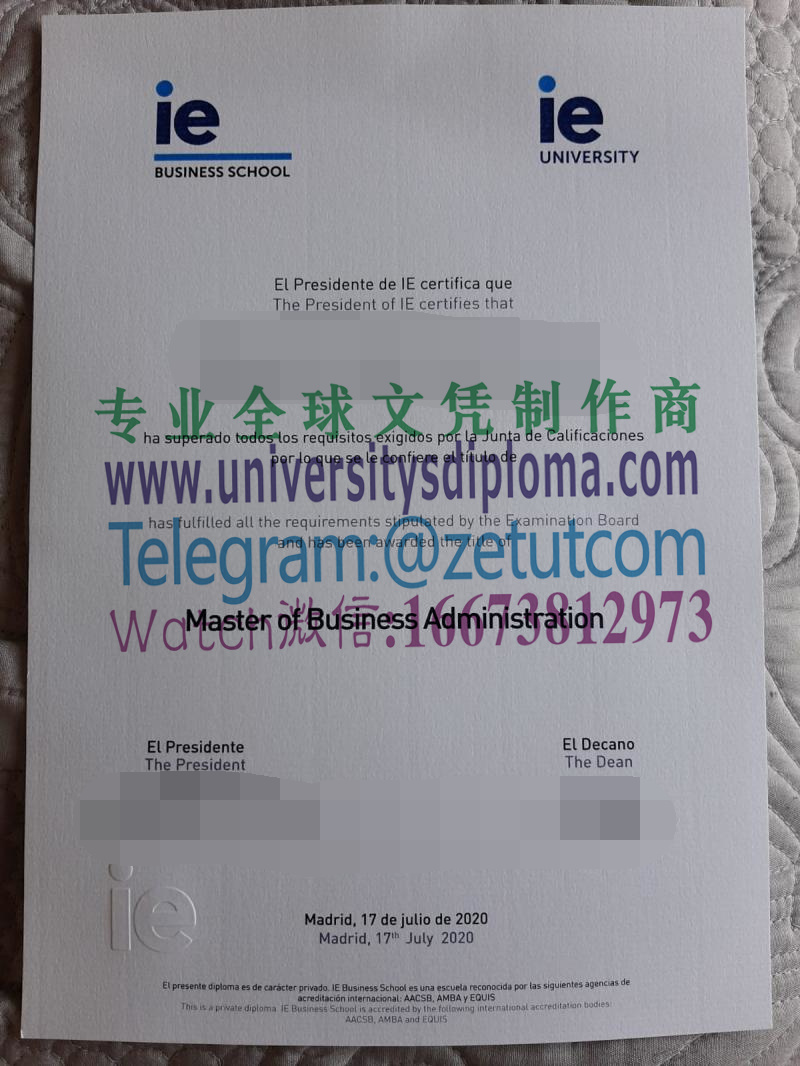 ie
BUSINESS SCHOOL
ie
UNIVERSITY
El Presidente de IE certifica que
The President of IE certifies that
专业全球文凭制作商
ha superado todos los requisitos exigidos por la Junta de Calificaciones
por lo que se le confiere el título de
www.universitysdiploma.com
has fulfilled all the requirements stipulated by the Examination Board
and has been awarded the title of
Telegram:@zetutcom
Master of Business Administration
Watch微信:16673812973
El Presidente
The President
El Decano
The Dean
ie
Madrid, 17 de julio de 2020
Madrid, 17th July 2020
El presente diploma es de carácter privado. IE Business School es una escuela reconocida por las siguientes agencias de
acreditación internacional: AACSB, AMBA y EQUIS
This is a private diploma. IE Business School is accredited by the following international accreditation bodies:
AACSB, AMBA and EQUIS